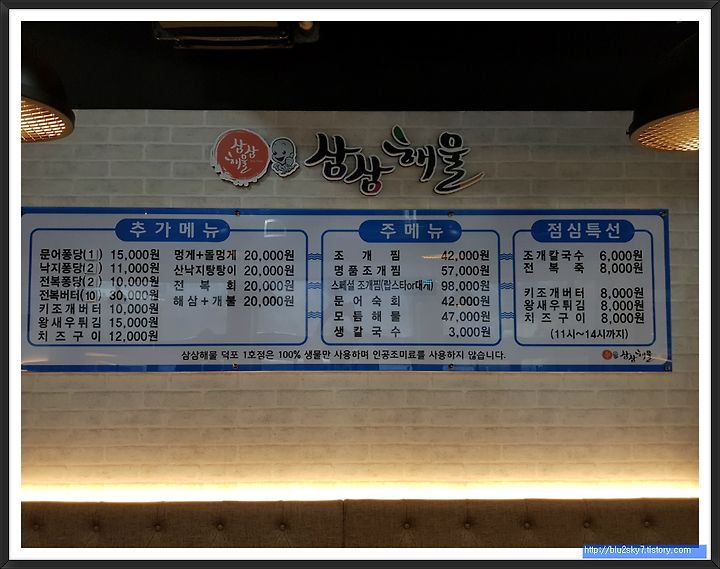 삼삼해물
삼삼해물
추가메뉴
문어퐁당(1) 15,000원
낙지퐁당(2) 11,000원
전복퐁당(2) 10,000원
전복버터(10) 30,000원
키조개버터 10,000원
왕새우튀김 15,000원
치즈구이 12,000원
멍게+돌멍게 20,000원
산낙지탕탕이 20,000원
전복회 20,000원
해삼+개불 20,000원
주메뉴
조개찜 42,000원
명품조개찜 57,000원
스페셜 조개찜(랍스타or대게) 98,000원
문어숙회 42,000원
모듬해물 47,000원
생칼국수 3,000원
점심특선
조개칼국수 6,000원
전복죽 8,000원
키조개버터 8,000원
왕새우튀김 8,000원
치즈구이 8,000원
(11시~14시까지)
삼삼해물 덕포 1호점은 100% 생물만 사용하며 인공조미료를 사용하지 않습니다.
삼삼해물
http://blu2sky7.tistory.com